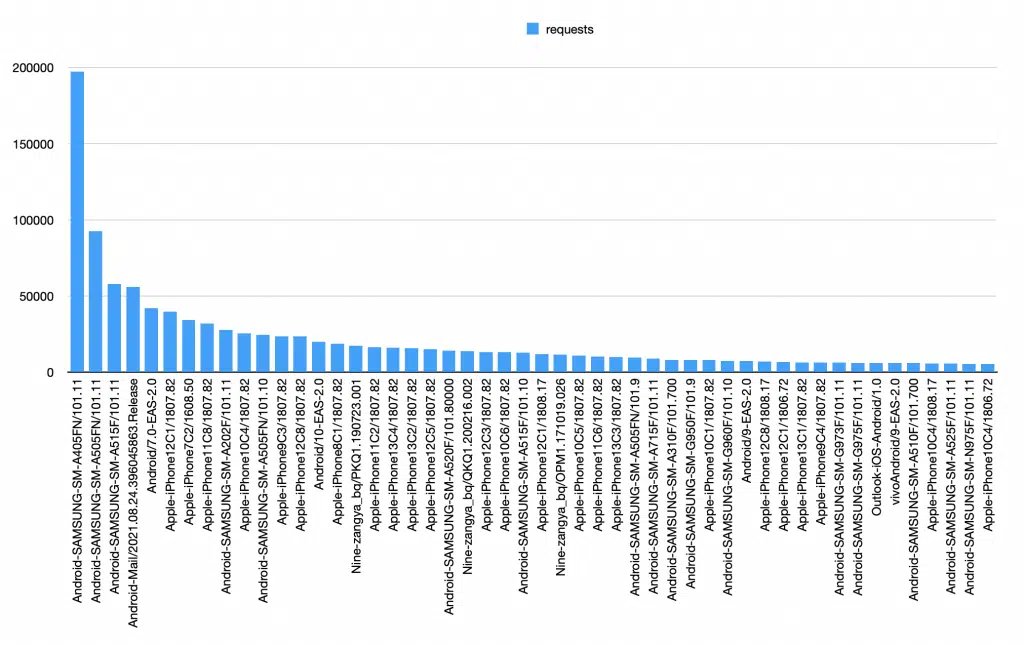 requests
200000
150000
100000
50000
0
Android-SAMSUNG-SM-A405FN/101.11
Android-SAMSUNG-SM-A505FN/101.11
Android-SAMSUNG-SM-A515F/101.11
Android-Mail/2021.08.24.396045863.Release
Android/7.0-EAS-2.0
Apple-iPhone12C1/1807.82
Apple-iPhone7C2/1608.50
Apple-iPhone11C8/1807.82
Android-SAMSUNG-SM-A202F/101.11
Apple-iPhone10C4/1807.82
Android-SAMSUNG-SM-A505FN/101.10
Apple-iPhone9C3/1807.82
Apple-iPhone12C8/1807.82
Android/10-EAS-2.0
Apple-iPhone8C1/1807.82
Nine-zangya_bq/PKQ1.190723.001
Apple-iPhone11C2/1807.82
Apple-iPhone13C4/1807.82
Apple-iPhone13C2/1807.82
Apple-iPhone12C5/1807.82
Android-SAMSUNG-SM-A520F/101.80000
Nine-zangya_bq/QKQ1.200216.002
Apple-iPhone12C3/1807.82
Apple-iPhone10C6/1807.82
Android-SAMSUNG-SM-A515F/101.10
Apple-iPhone12C1/1808.17
Nine-zangya_bq/OPM1.171019.026
Apple-iPhone10C5/1807.82
Apple-iPhone11C6/1807.82
Apple-iPhone13C3/1807.82
Android-SAMSUNG-SM-A505FN/101.9
Android-SAMSUNG-SM-A715F/101.11
Android-SAMSUNG-SM-A310F/101.700
Android-SAMSUNG-SM-G950F/101.9
Apple-iPhone10C1/1807.82
Android-SAMSUNG-SM-G960F/101.10
Android/9-EAS-2.0
Apple-iPhone12C8/1808.17
Apple-iPhone12C1/1806.72
Apple-iPhone13C1/1807.82
Apple-iPhone9C4/1807.82
Android-SAMSUNG-SM-G973F/101.11
Android-SAMSUNG-SM-G975F/101.11
Outlook-iOS-Android/1.0
vivoAndroid/9-EAS-2.0
Android-SAMSUNG-SM-A510F/101.700
Apple-iPhone10C4/1808.17
Android-SAMSUNG-SM-A525F/101.11
Android-SAMSUNG-SM-N975F/101.11
Apple-iPhone10C4/1806.72